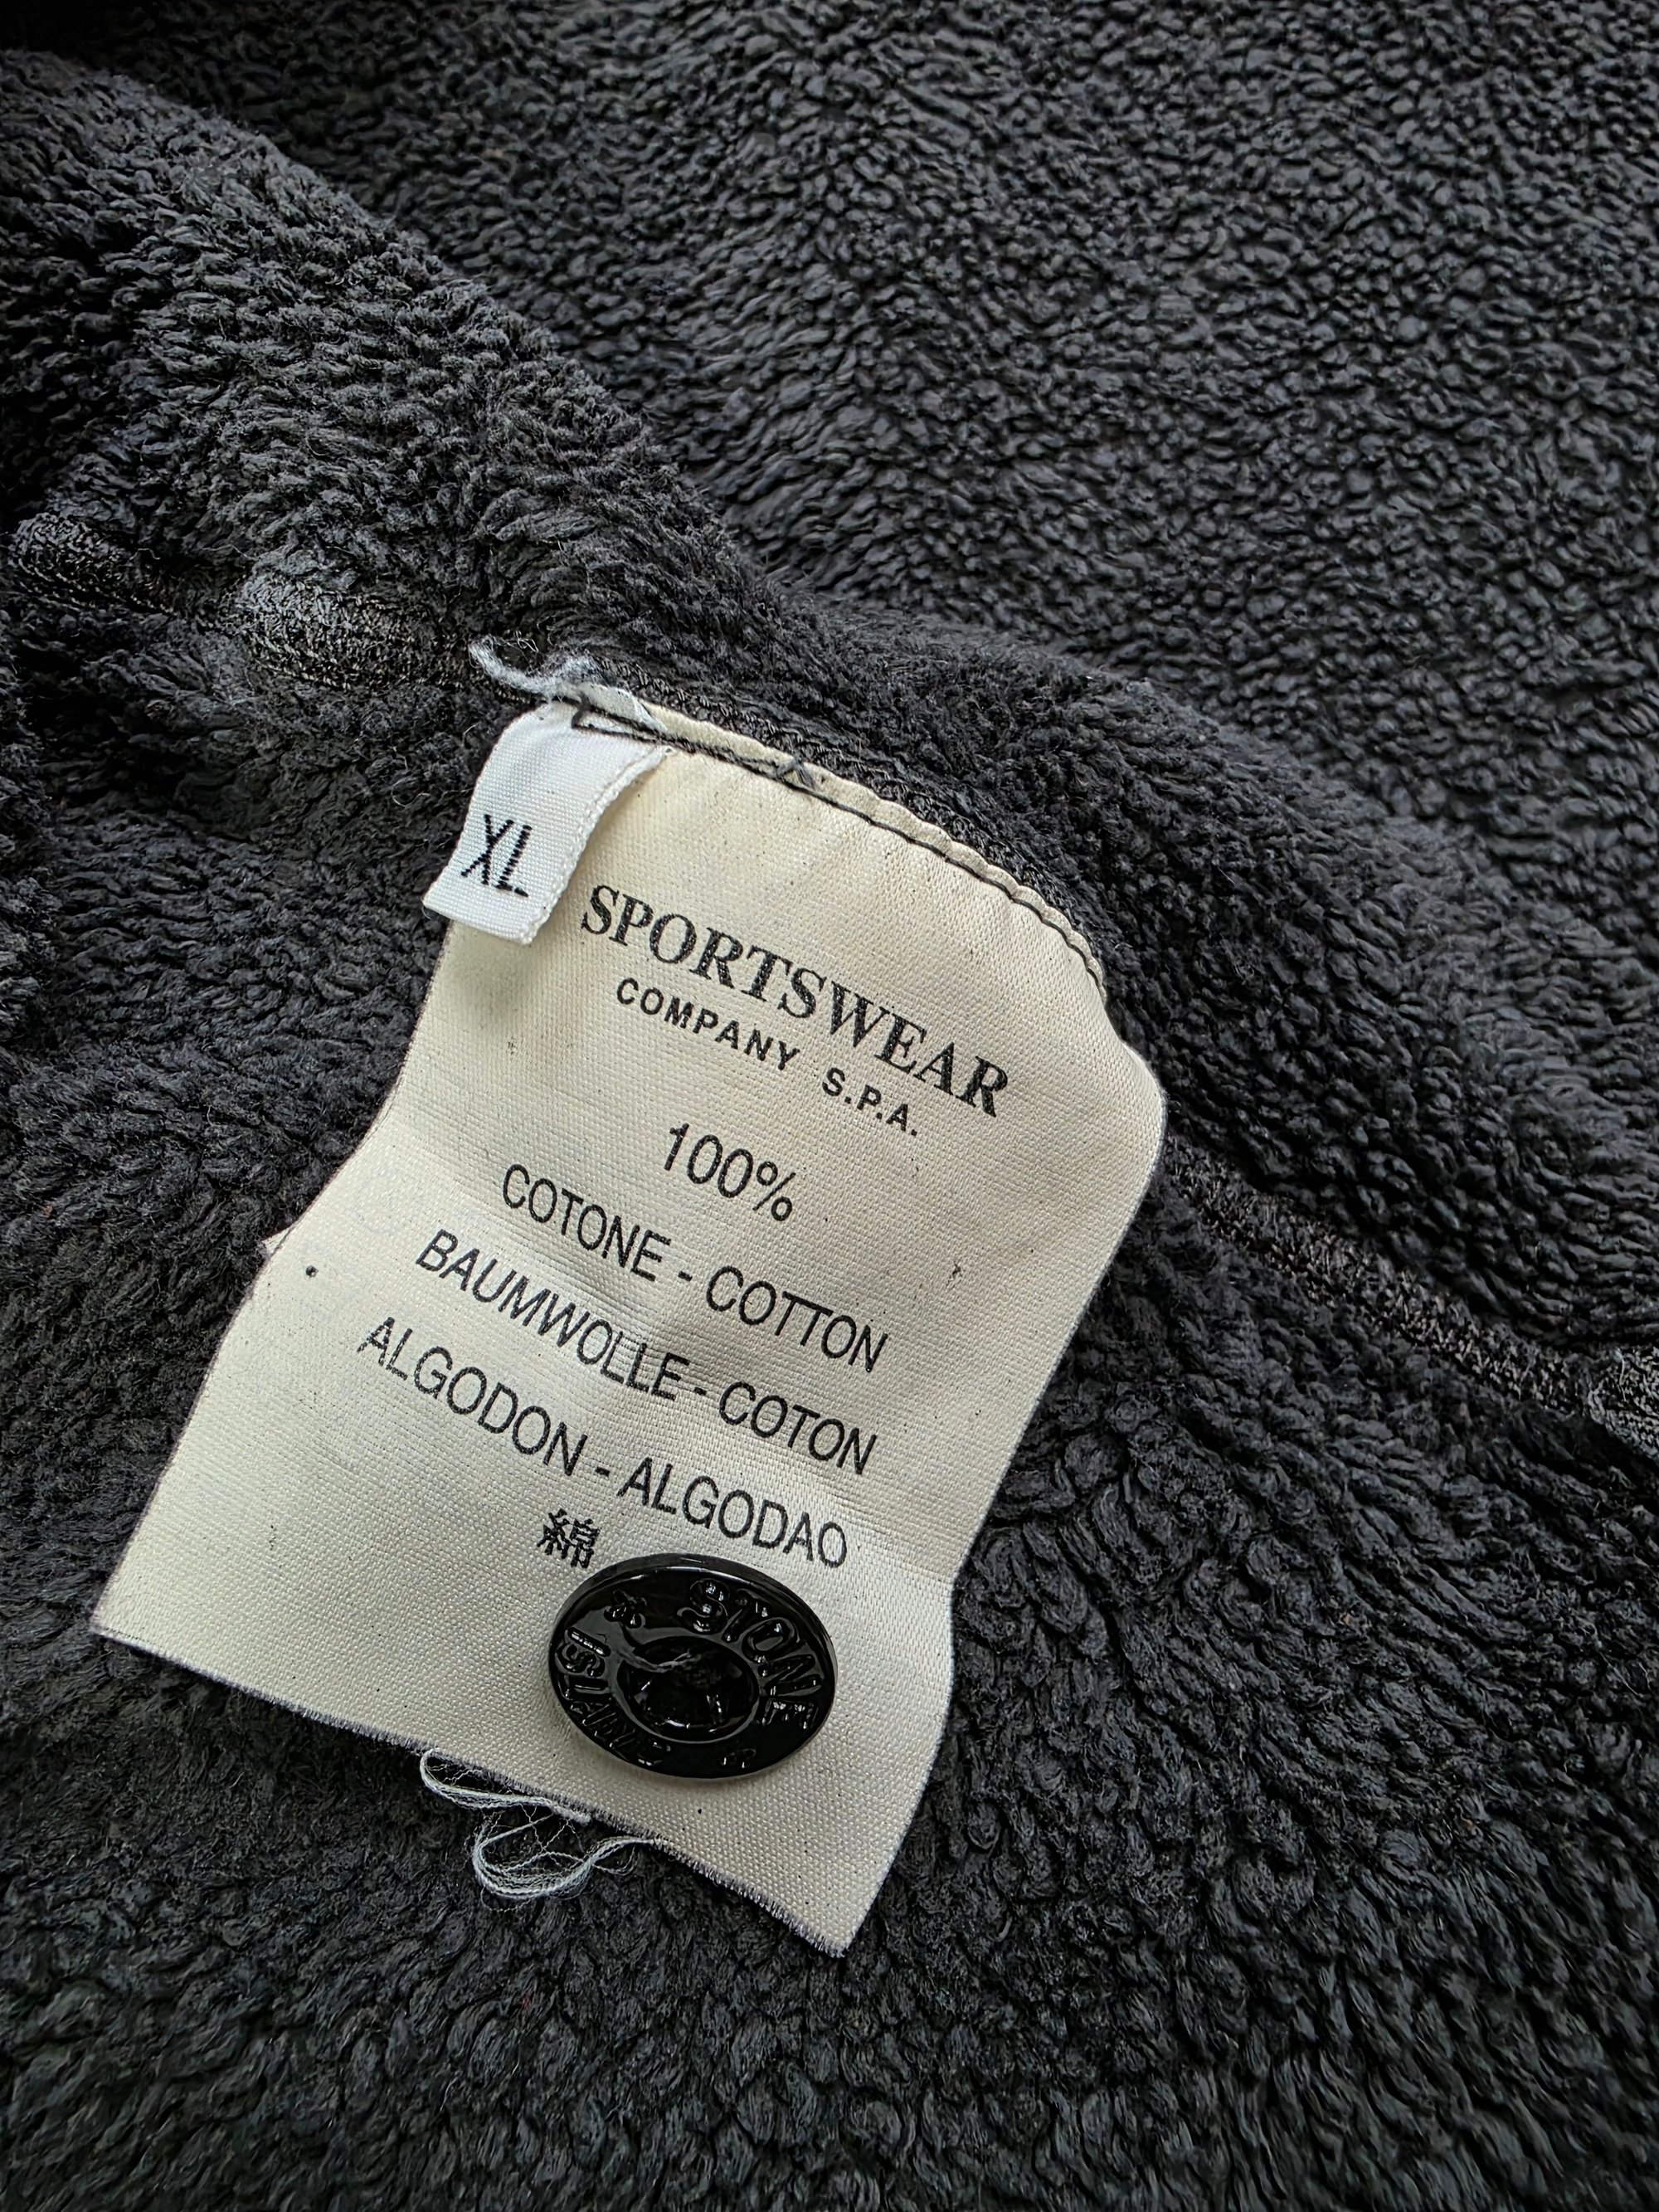 XL
SPORTSWEAR
COMPANY S.P.A.
100%
COTONE - COTTON
BAUMWOLLE - COTON
ALGODON - ALGODAO
綿
STONE
ISLAND